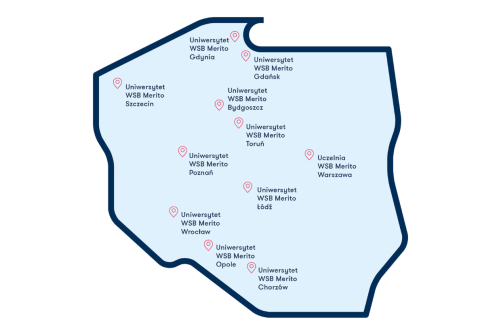 Uniwersytet
WSB Merito
Gdynia
Uniwersytet
WSB Merito
Gdańsk
Uniwersytet
WSB Merito
Szczecin
Uniwersytet
WSB Merito
Bydgoszcz
Uniwersytet
WSB Merito
Toruń
Uniwersytet
WSB Merito
Poznań
Uczelnia
WSB Merito
Warszawa
Uniwersytet
WSB Merito
Łódź
Uniwersytet
WSB Merito
Wrocław
Uniwersytet
WSB Merito
Opole
Uniwersytet
WSB Merito
Chorzów